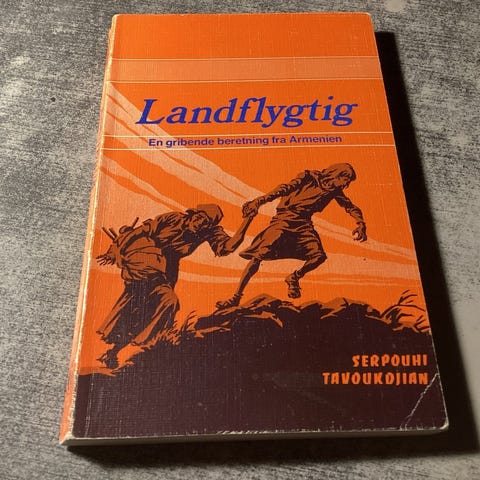 Landflygtig
En gribende beretning fra Armenien
SERPOUHI
TAVOUKDJIAN